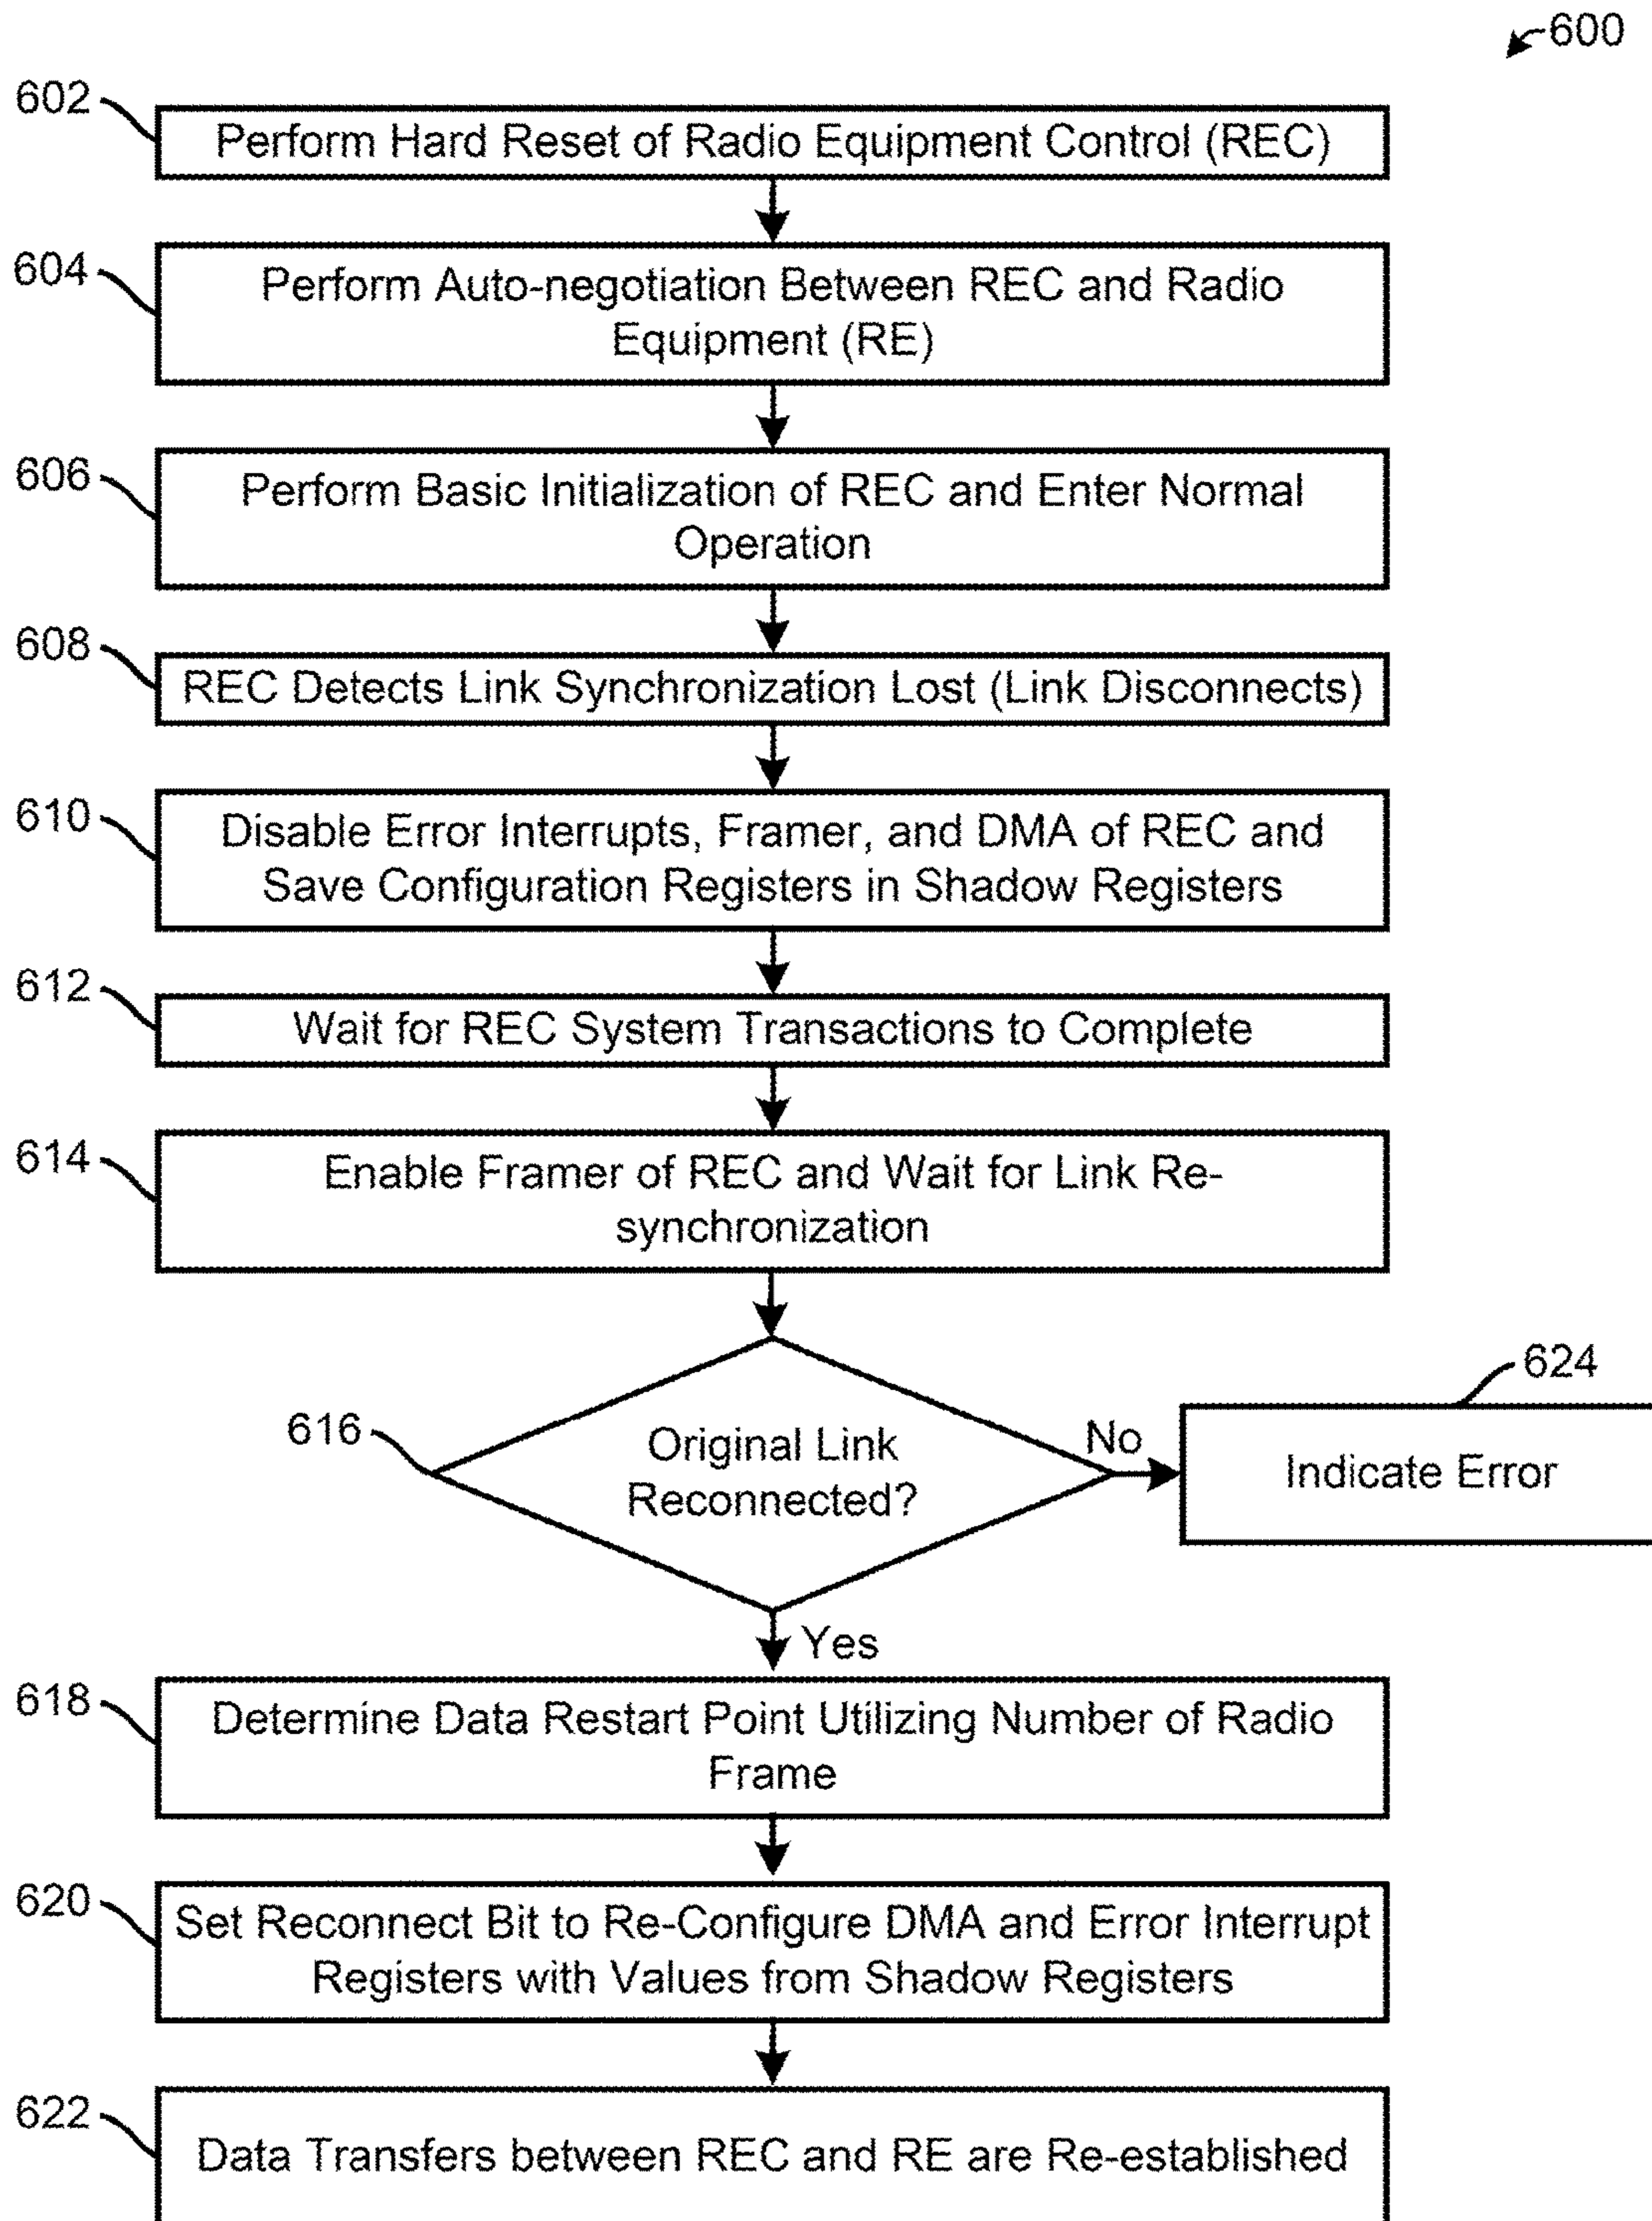 600
602
Perform Hard Reset of Radio Equipment Control (REC)
604
Perform Auto-negotiation Between REC and Radio
Equipment (RE)
606
Perform Basic Initialization of REC and Enter Normal
Operation
608
REC Detects Link Synchronization Lost (Link Disconnects)
610
Disable Error Interrupts, Framer, and DMA of REC and
Save Configuration Registers in Shadow Registers
612
Wait for REC System Transactions to Complete
614
Enable Framer of REC and Wait for Link Re-
synchronization
616
Original Link
Reconnected?
No
624
Indicate Error
Yes
618
Determine Data Restart Point Utilizing Number of Radio
Frame
620
Set Reconnect Bit to Re-Configure DMA and Error Interrupt
Registers with Values from Shadow Registers
622
Data Transfers between REC and RE are Re-established